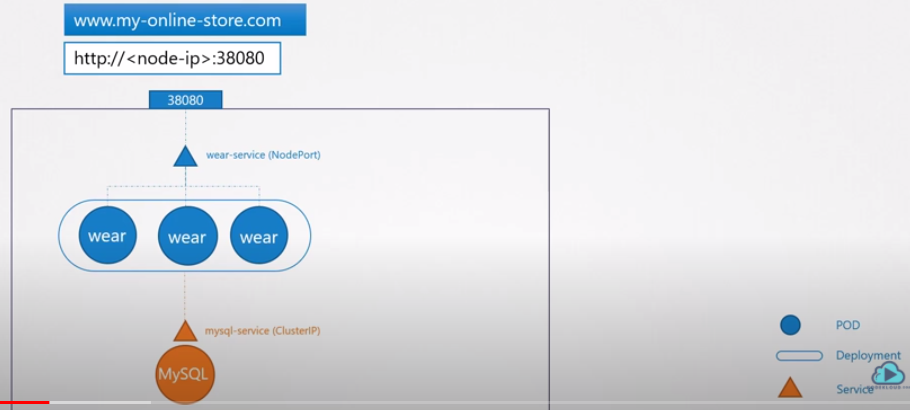 www.my-online-store.com
http://<node-ip>:38080
38080
wear-service (NodePort)
wear
wear
wear
mysql-service (ClusterIP)
MySQL
POD
Deployment
Service